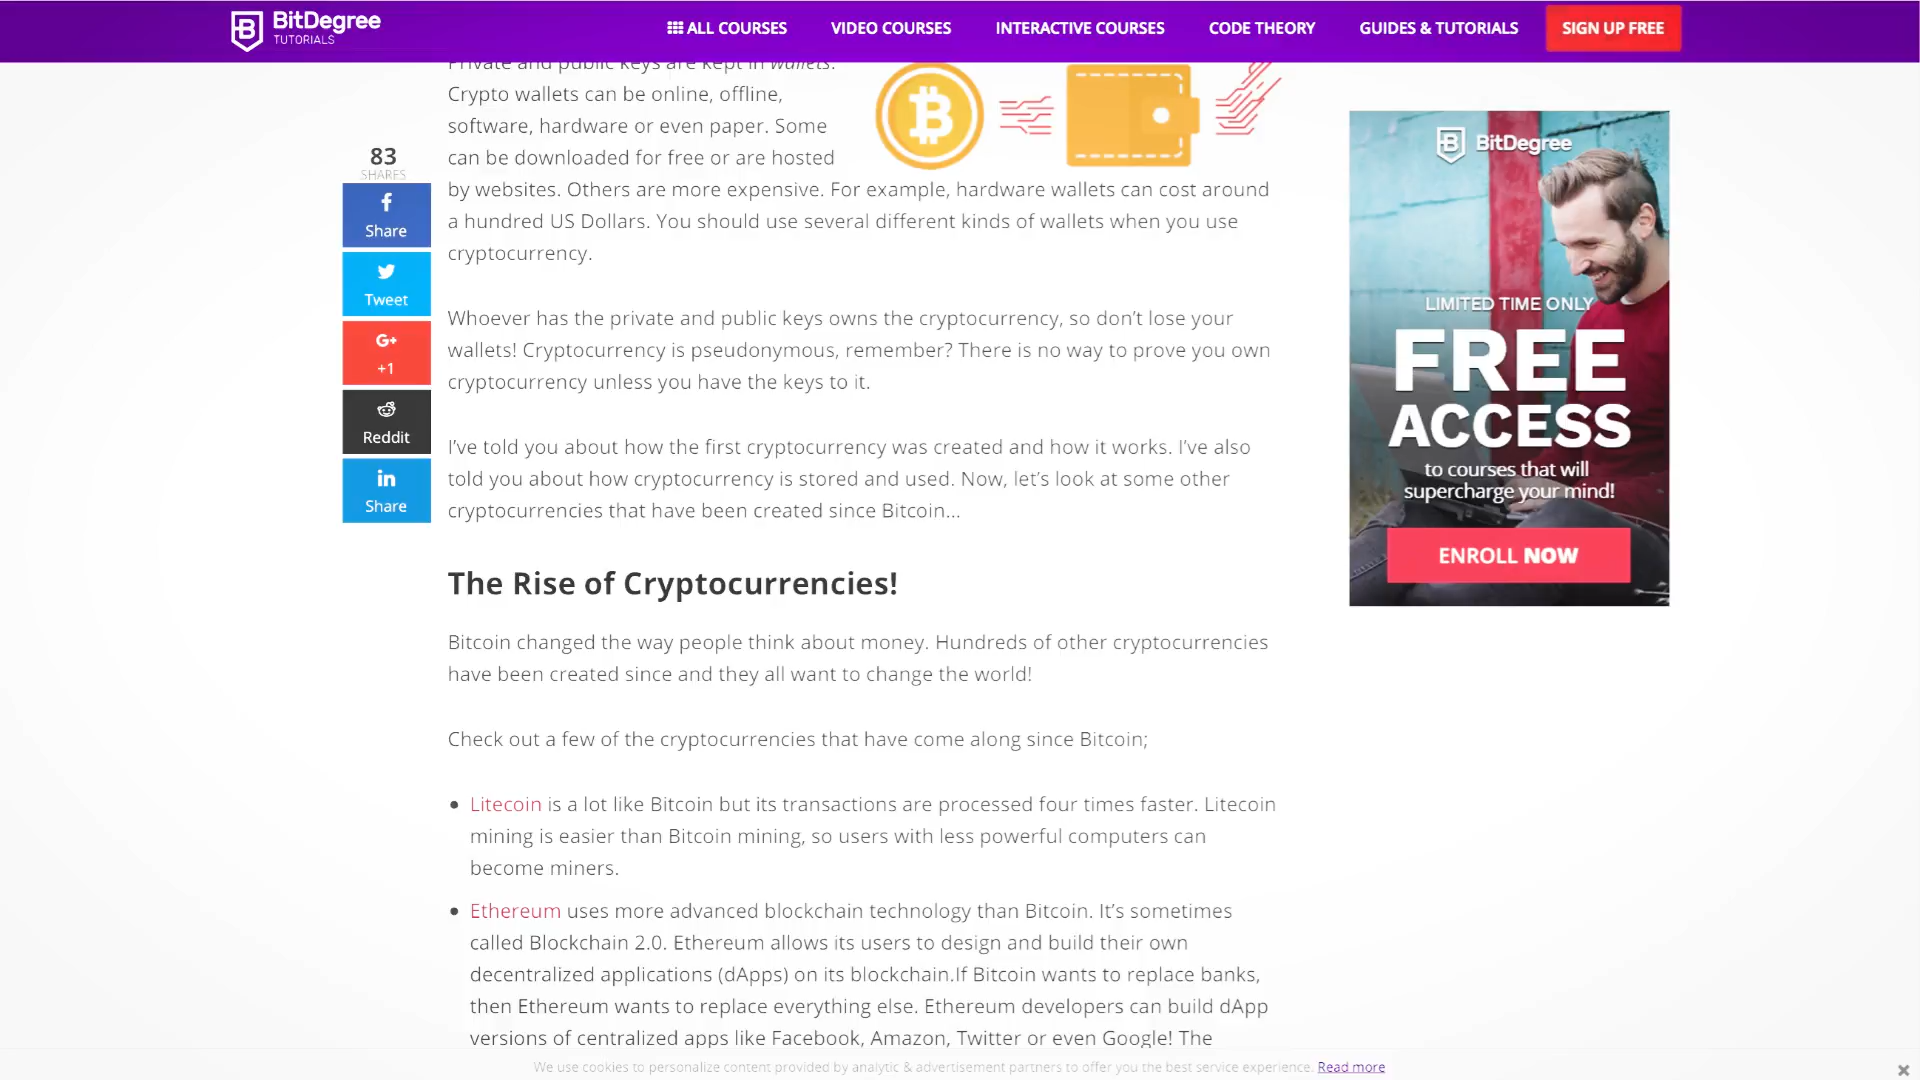 BitDegree
TUTORIALS
ALL COURSES
VIDEO COURSES
INTERACTIVE COURSES
CODE THEORY
GUIDES & TUTORIALS
SIGN UP FREE
Private and public keys are kept in wallets.
Crypto wallets can be online, offline,
software, hardware or even paper. Some
can be downloaded for free or are hosted
by websites. Others are more expensive. For example, hardware wallets can cost around
a hundred US Dollars. You should use several different kinds of wallets when you use
cryptocurrency.
Whoever has the private and public keys owns the cryptocurrency, so don’t lose your
wallets! Cryptocurrency is pseudonymous, remember? There is no way to prove you own
cryptocurrency unless you have the keys to it.
I’ve told you about how the first cryptocurrency was created and how it works. I’ve also
told you about how cryptocurrency is stored and used. Now, let’s look at some other
cryptocurrencies that have been created since Bitcoin...
The Rise of Cryptocurrencies!
Bitcoin changed the way people think about money. Hundreds of other cryptocurrencies
have been created since and they all want to change the world!
Check out a few of the cryptocurrencies that have come along since Bitcoin;
Litecoin is a lot like Bitcoin but its transactions are processed four times faster. Litecoin
mining is easier than Bitcoin mining, so users with less powerful computers can
become miners.
Ethereum uses more advanced blockchain technology than Bitcoin. It’s sometimes
called Blockchain 2.0. Ethereum allows its users to design and build their own
decentralized applications (dApps) on its blockchain.If Bitcoin wants to replace banks,
then Ethereum wants to replace everything else. Ethereum developers can build dApp
versions of centralized apps like Facebook, Amazon, Twitter or even Google! The
83
SHARES
Share
Tweet
G+
+1
Reddit
in
Share
BitDegree
LIMITED TIME ONLY
FREE
ACCESS
to courses that will
supercharge your mind!
ENROLL NOW
We use cookies to personalize content provided by analytic & advertisement partners to offer you the best service experience. Read more